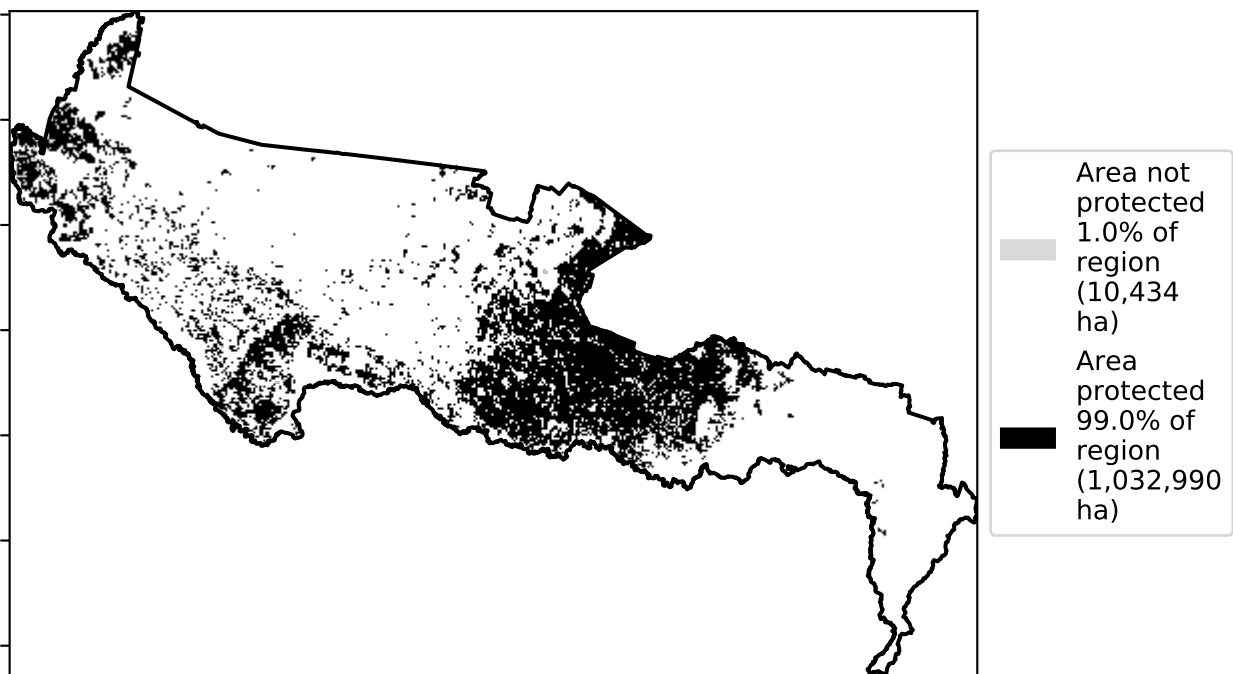 Area not
protected
1.0% of
region
(10,434
ha)
Area
protected
99.0% of
region
(1,032,990
ha)